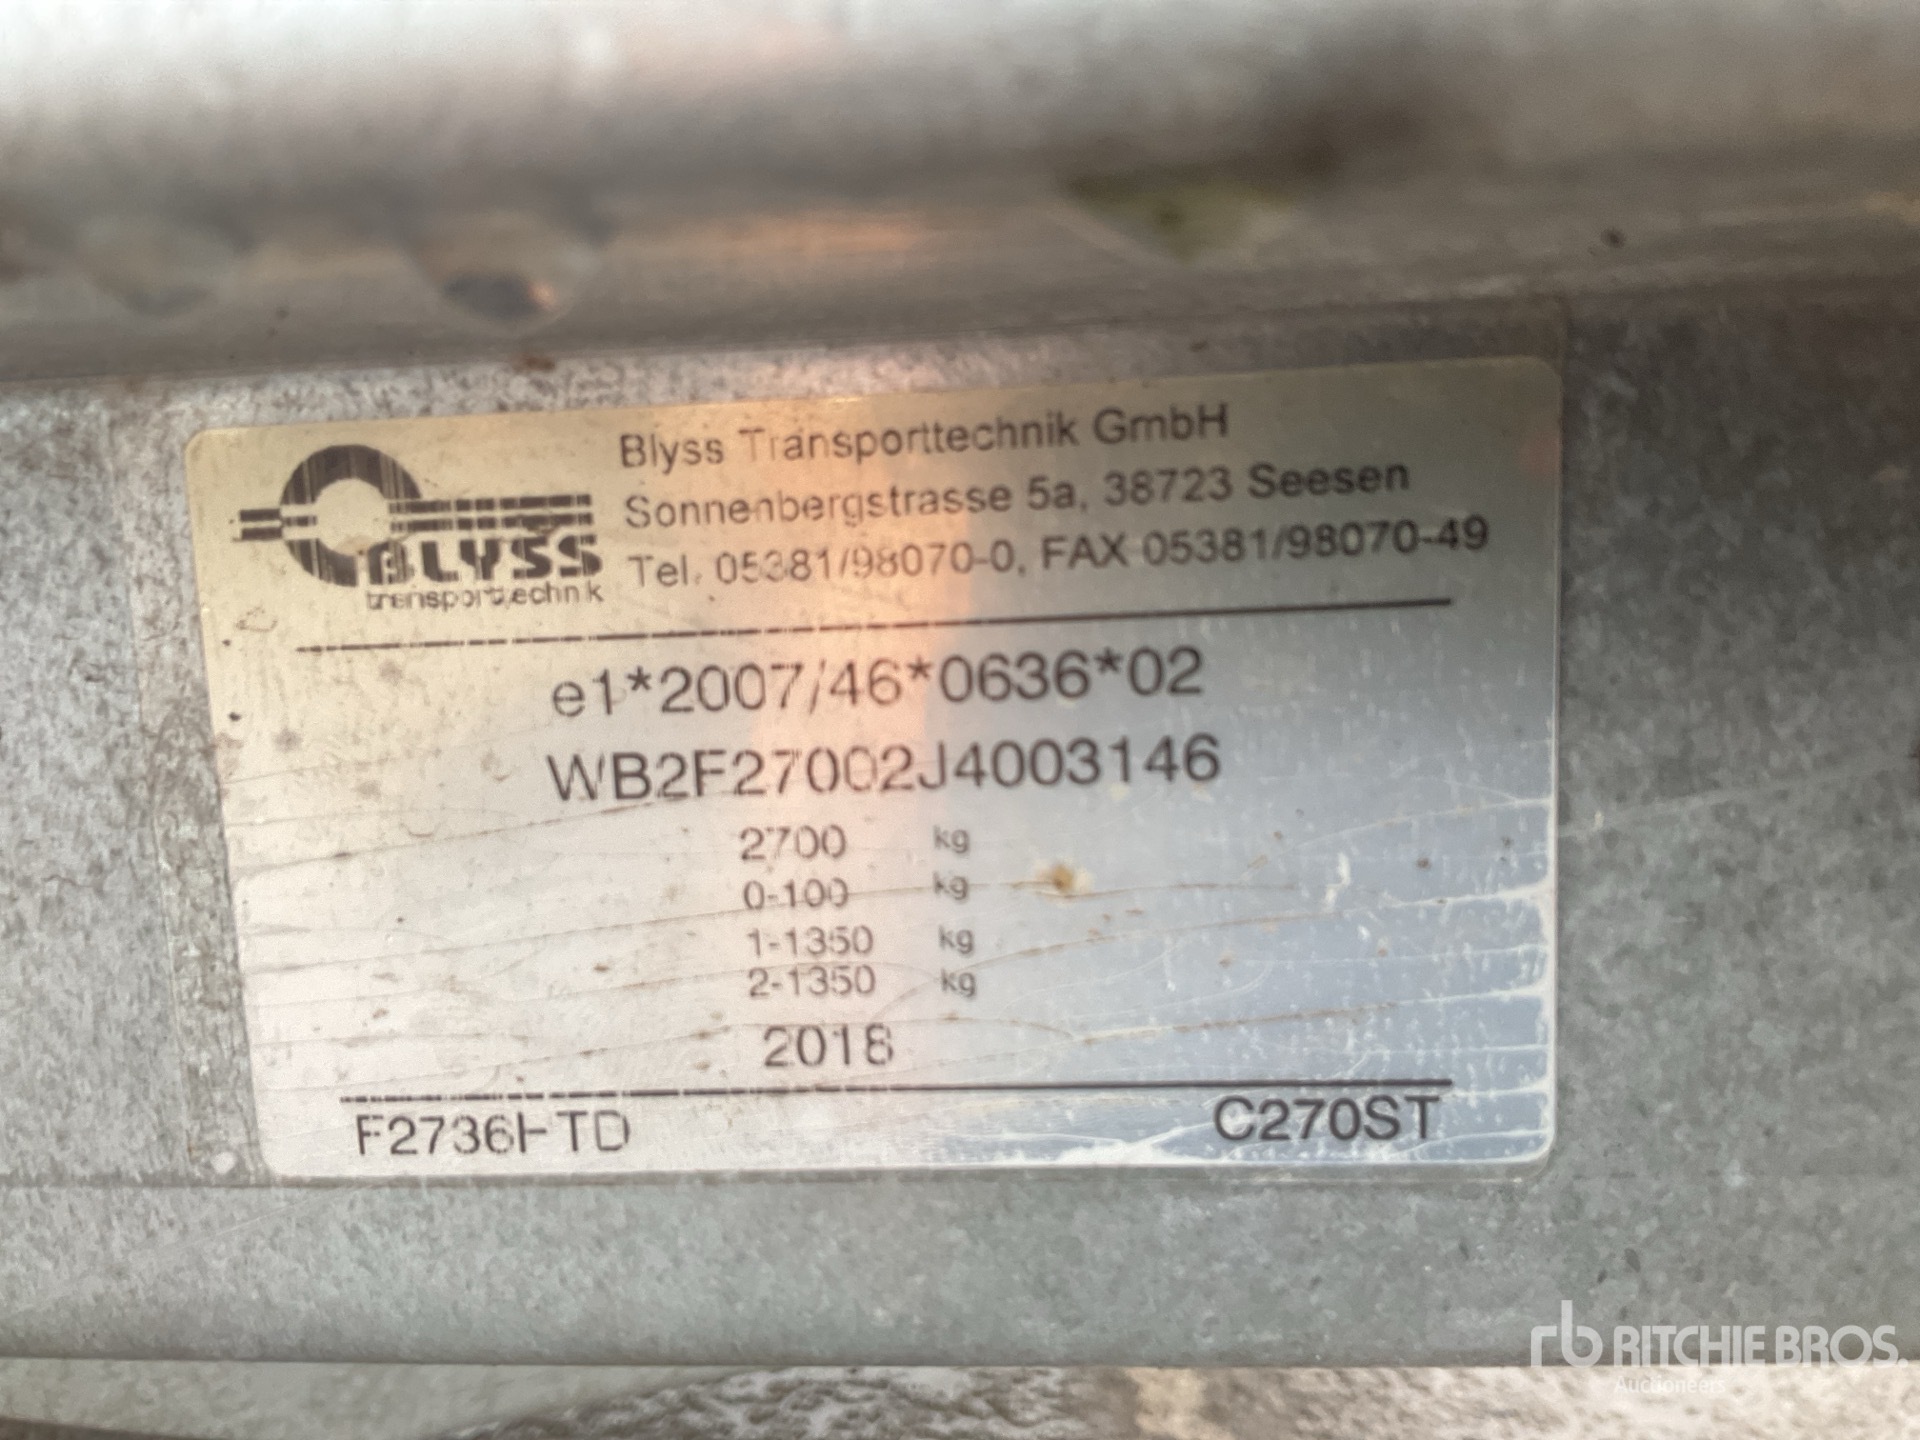 BLYSS
transporttechnik
Blyss Transporttechnik GmbH
Sonnenbergstrasse 5a, 38723 Seesen
Tel. 05381/98070-0, FAX 05381/98070-49
e1*2007/46*0636*02
WB2F27002J4003146
2700 kg
0-100 kg
1-1350 kg
2-1350 kg
2018
F2736HTD C270ST
rb RITCHIE BROS.
Auctioneers